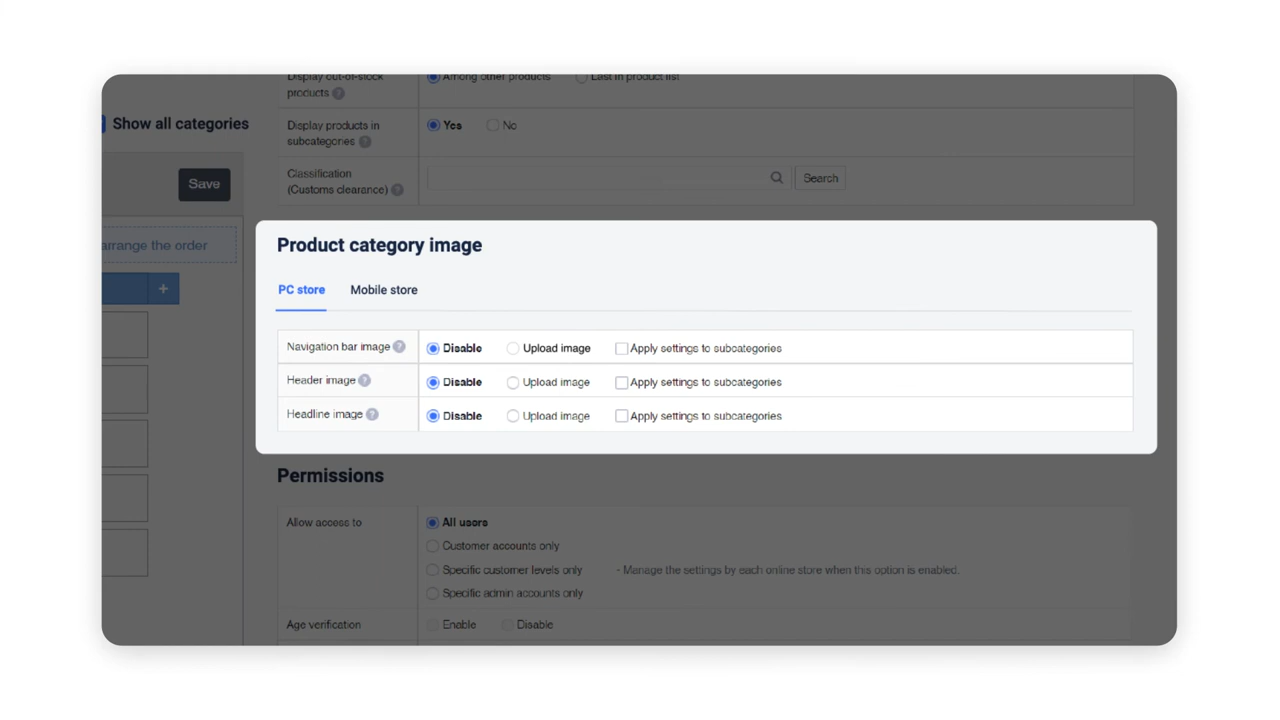 Display out-of-stock products ?
Among other products Last in product list
Show all categories
Display products in subcategories ?
Yes No
Save
Classification (Customs clearance) ?
Search
arrange the order
+
Product category image
PC store Mobile store
Navigation bar image ? Disable Upload image Apply settings to subcategories
Header image ? Disable Upload image Apply settings to subcategories
Headline image ? Disable Upload image Apply settings to subcategories
Permissions
Allow access to All users
Customer accounts only
Specific customer levels only - Manage the settings by each online store when this option is enabled.
Specific admin accounts only
Age verification Enable Disable